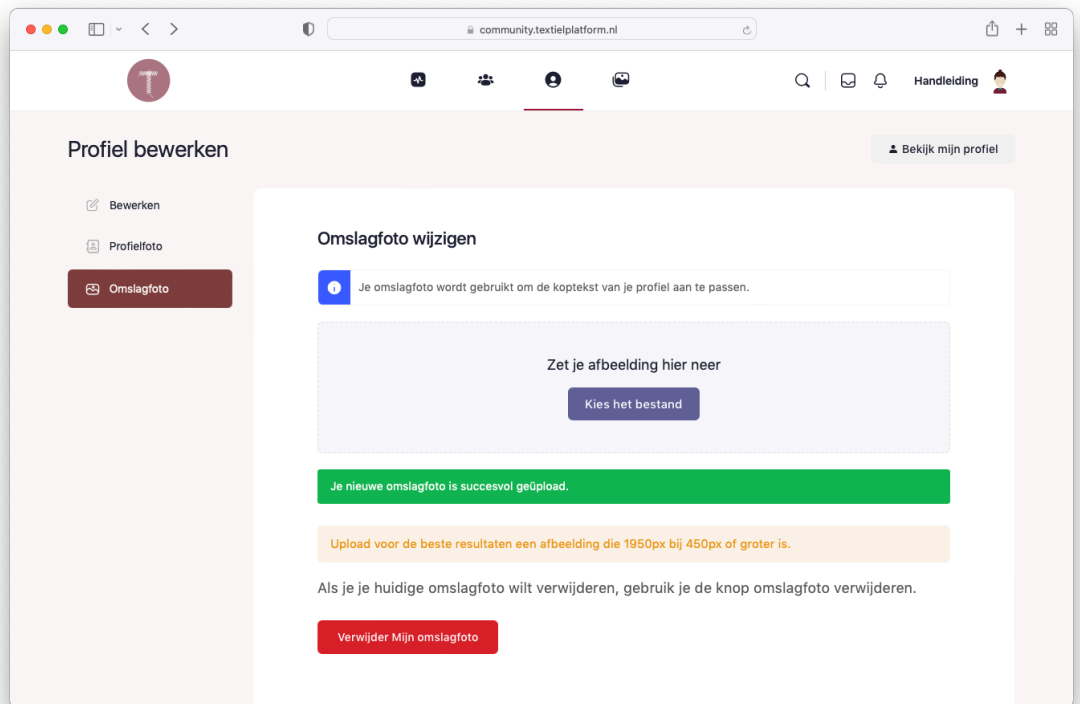 community.textielplatform.nl
T
Handleiding
Profiel bewerken
Bekijk mijn profiel
Bewerken
Profielfoto
Omslagfoto
Omslagfoto wijzigen
Je omslagfoto wordt gebruikt om de koptekst van je profiel aan te passen.
Zet je afbeelding hier neer
Kies het bestand
Je nieuwe omslagfoto is succesvol geüpload.
Upload voor de beste resultaten een afbeelding die 1950px bij 450px of groter is.
Als je je huidige omslagfoto wilt verwijderen, gebruik je de knop omslagfoto verwijderen.
Verwijder Mijn omslagfoto